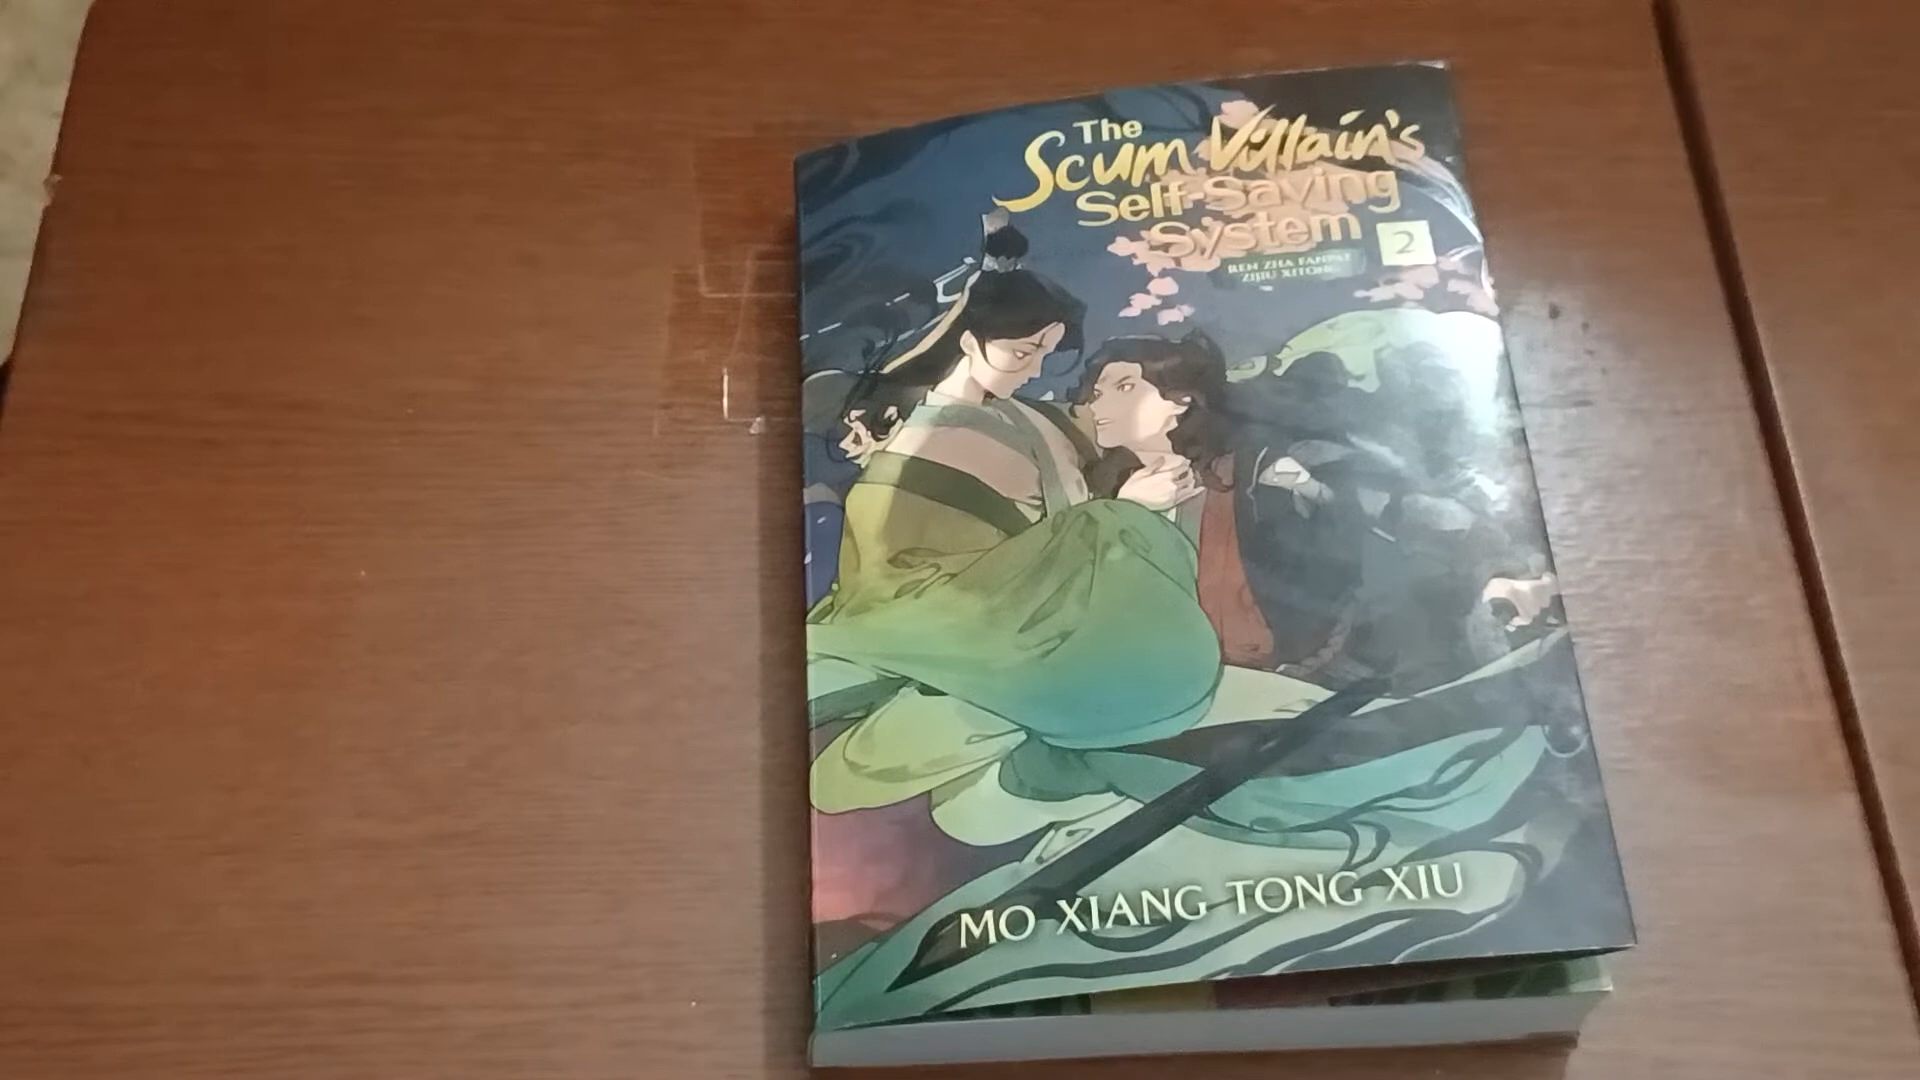 The
Scum Villain's
Self-Saving
System
2
REN ZHA FANPAI
ZIJIU XITONG
MO XIANG TONG XIU